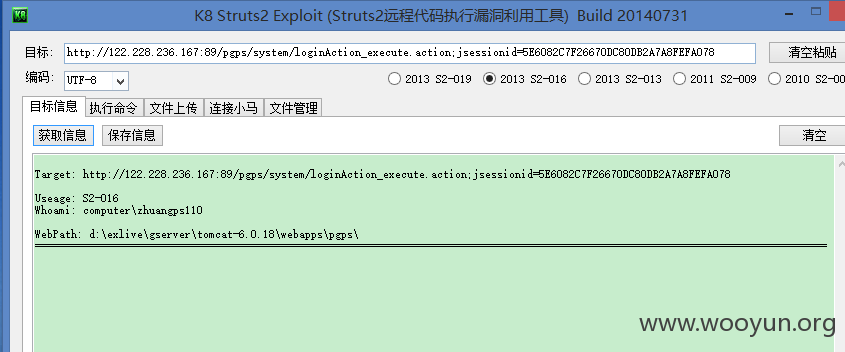 K8 Struts2 Exploit (Struts2远程代码执行漏洞利用工具) Build 20140731
目标: http://122.228.236.167:89/pgps/system/loginAction_execute.action;jsessionid=5E6082C7F26670DC80DB2A7A8FEFA078 清空粘贴
编码: UTF-8 2013 S2-019 2013 S2-016 2013 S2-013 2011 S2-009 2010 S2-00
目标信息 执行命令 文件上传 连接小马 文件管理
获取信息 保存信息 清空
Target: http://122.228.236.167:89/pgps/system/loginAction_execute.action;jsessionid=5E6082C7F26670DC80DB2A7A8FEFA078
Useage: S2-016
Whoami: computer\zhuangps110
WebPath: d:\exlive\gserver\tomcat-6.0.18\webapps\pgps\
www.wooyun.org